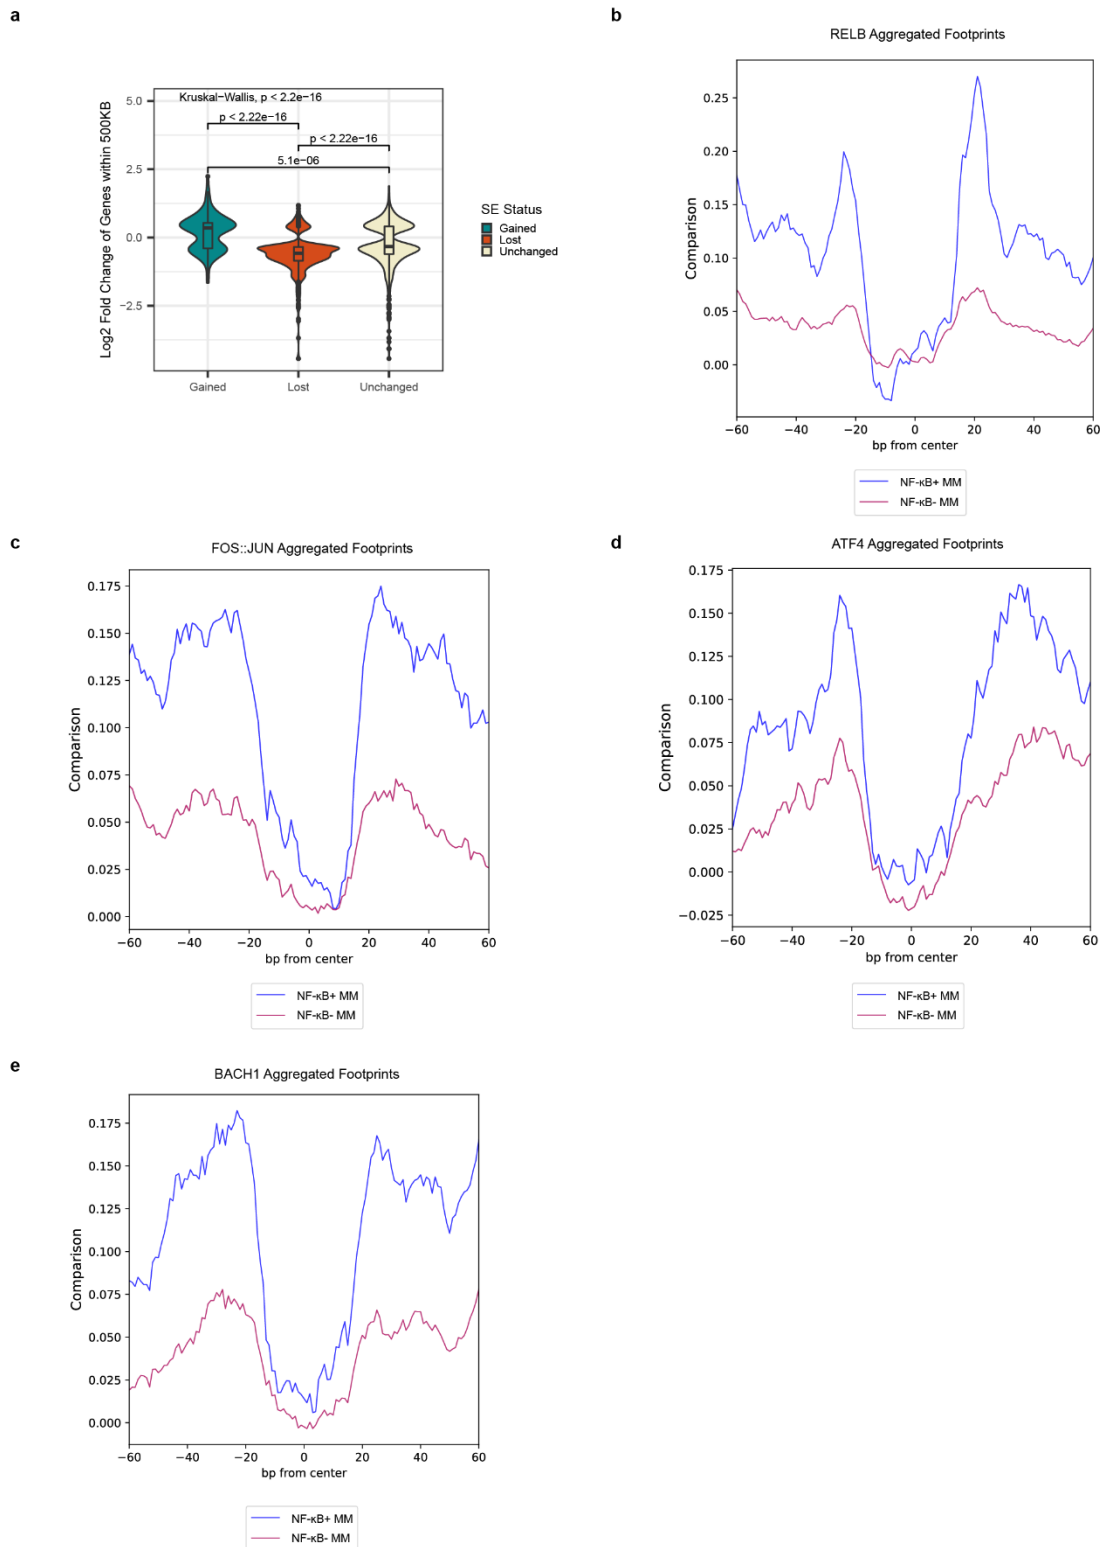 a
Kruskal−Wallis, p < 2.2e−16
p < 2.22e−16
p < 2.22e−16
5.1e−06
5.0
2.5
0.0
−2.5
Log2 Fold Change of Genes within 500KB
Gained
Lost
Unchanged
SE Status
Gained
Lost
Unchanged
b
RELB Aggregated Footprints
0.25
0.20
0.15
0.10
0.05
0.00
Comparison
−60 −40 −20 0 20 40 60
bp from center
NF-κB+ MM
NF-κB- MM
c
FOS::JUN Aggregated Footprints
0.175
0.150
0.125
0.100
0.075
0.050
0.025
0.000
Comparison
−60 −40 −20 0 20 40 60
bp from center
NF-κB+ MM
NF-κB- MM
d
ATF4 Aggregated Footprints
0.175
0.150
0.125
0.100
0.075
0.050
0.025
0.000
−0.025
Comparison
−60 −40 −20 0 20 40 60
bp from center
NF-κB+ MM
NF-κB- MM
e
BACH1 Aggregated Footprints
0.175
0.150
0.125
0.100
0.075
0.050
0.025
0.000
Comparison
−60 −40 −20 0 20 40 60
bp from center
NF-κB+ MM
NF-κB- MM